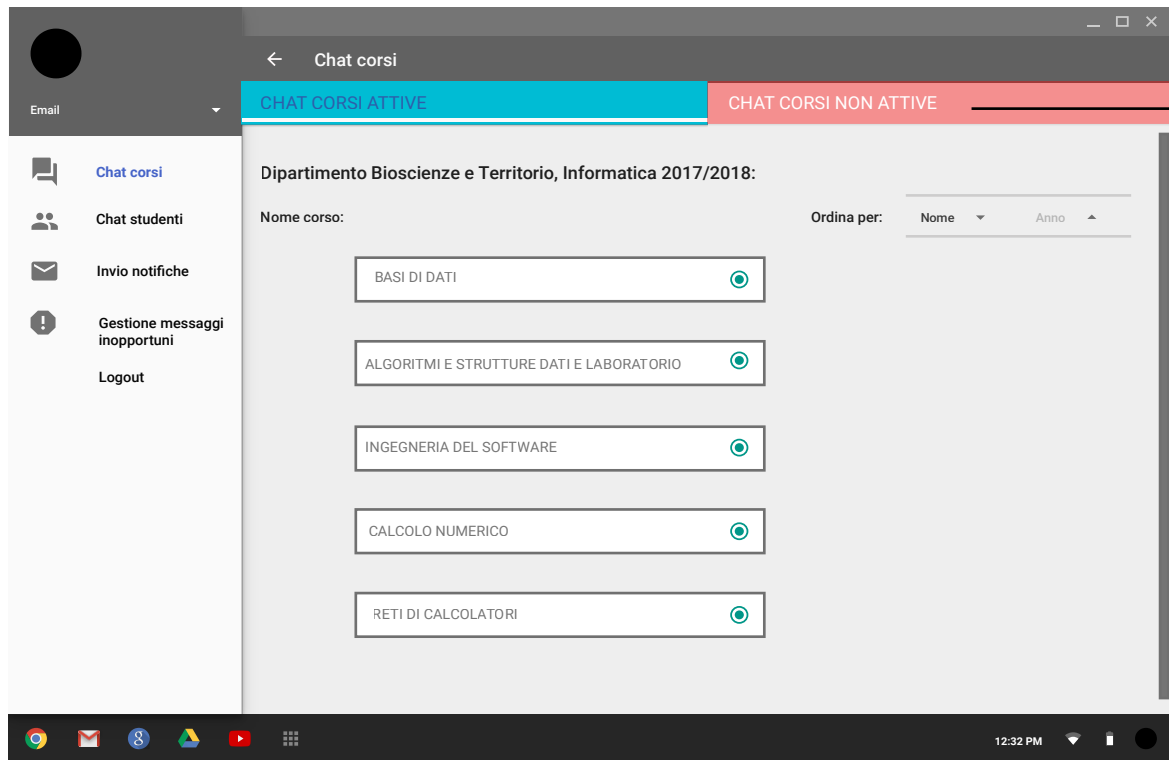 Chat corsi
Email
CHAT CORSI ATTIVE
CHAT CORSI NON ATTIVE
Chat corsi
Chat studenti
Invio notifiche
Gestione messaggi
inopportuni
Logout
Dipartimento Bioscienze e Territorio, Informatica 2017/2018:
Nome corso:
Ordina per:
Nome
Anno
BASI DI DATI
ALGORITMI E STRUTTURE DATI E LABORATORIO
INGEGNERIA DEL SOFTWARE
CALCOLO NUMERICO
RETI DI CALCOLATORI
8
12:32 PM